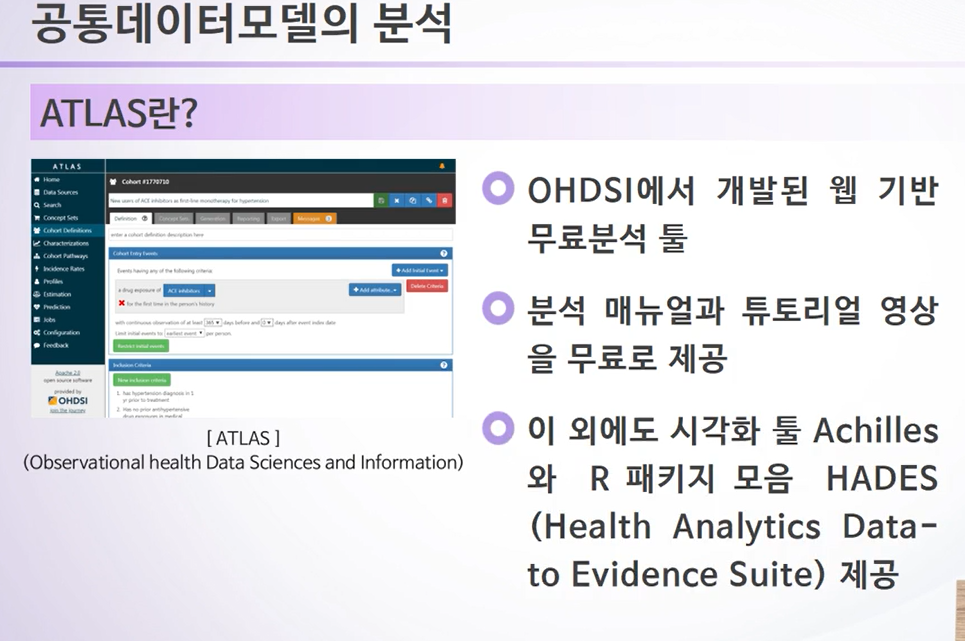 공통데이터모델의 분석
ATLAS란?
ATLAS
Home
Data Sources
Search
Concept Sets
Cohort Definitions
Characterizations
Cohort Pathways
Incidence Rates
Profiles
Estimation
Prediction
Jobs
Configuration
Feedback
Apache 2.0
open source software
provided by
OHDSI
join the journey
Cohort #1770710
New users of ACE inhibitors as first-line monotherapy for hypertension
Definition Concept Sets Generation Reporting Export Messages
enter a cohort definition description here
Cohort Entry Events
Events having any of the following criteria:
Add Initial Event
a drug exposure of ACE inhibitors
Add attribute... Delete Criteria
for the first time in the person's history
with continuous observation of at least 365 days before and 0 days after event index date
Limit initial events to: earliest event per person.
Restrict initial events
Inclusion Criteria
New inclusion criteria
1. has hypertension diagnosis in 1
yr prior to treatment
2. Has no prior antihypertensive
drug exposures in medical
[ ATLAS ]
(Observational health Data Sciences and Information)
OHDSI에서 개발된 웹 기반
무료분석 툴
분석 매뉴얼과 튜토리얼 영상
을 무료로 제공
이 외에도 시각화 툴 Achilles
와 R 패키지 모음 HADES
(Health Analytics Data-
to Evidence Suite) 제공